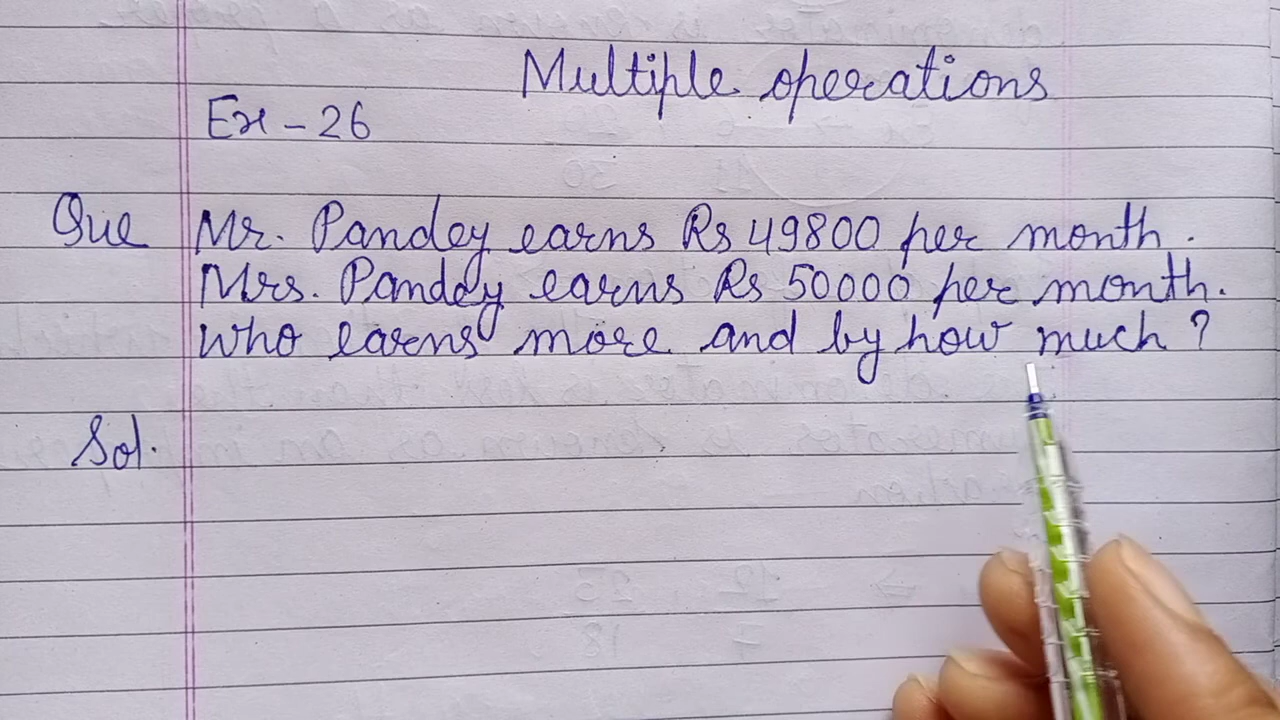 Multiple operations
Ex - 26
Que Mr. Pandey earns Rs 49800 per month.
Mrs. Pandey earns Rs 50000 per month.
Who earns more and by how much ?
Sol.